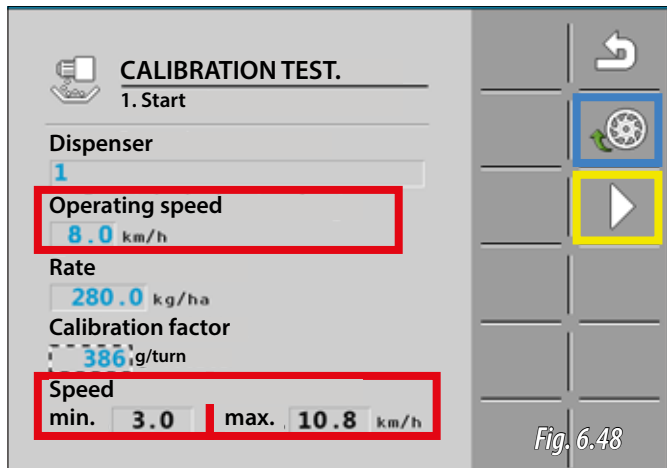 CALIBRATION TEST.
1. Start
Dispenser
1
Operating speed
8.0 km/h
Rate
280.0 kg/ha
Calibration factor
386 g/turn
Speed
min. 3.0 max. 10.8 km/h
Fig. 6.48